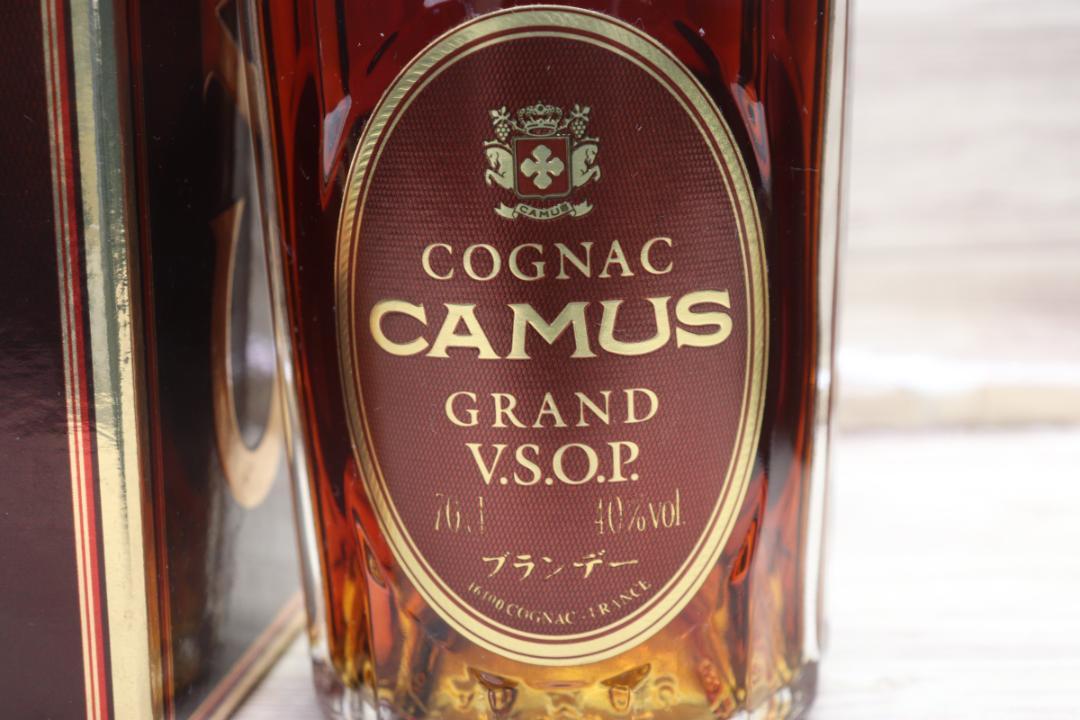 CAMUS
COGNAC
CAMUS
GRAND
V.S.O.P.
70cl 40%vol.
ブランデー
16100 COGNAC-FRANCE